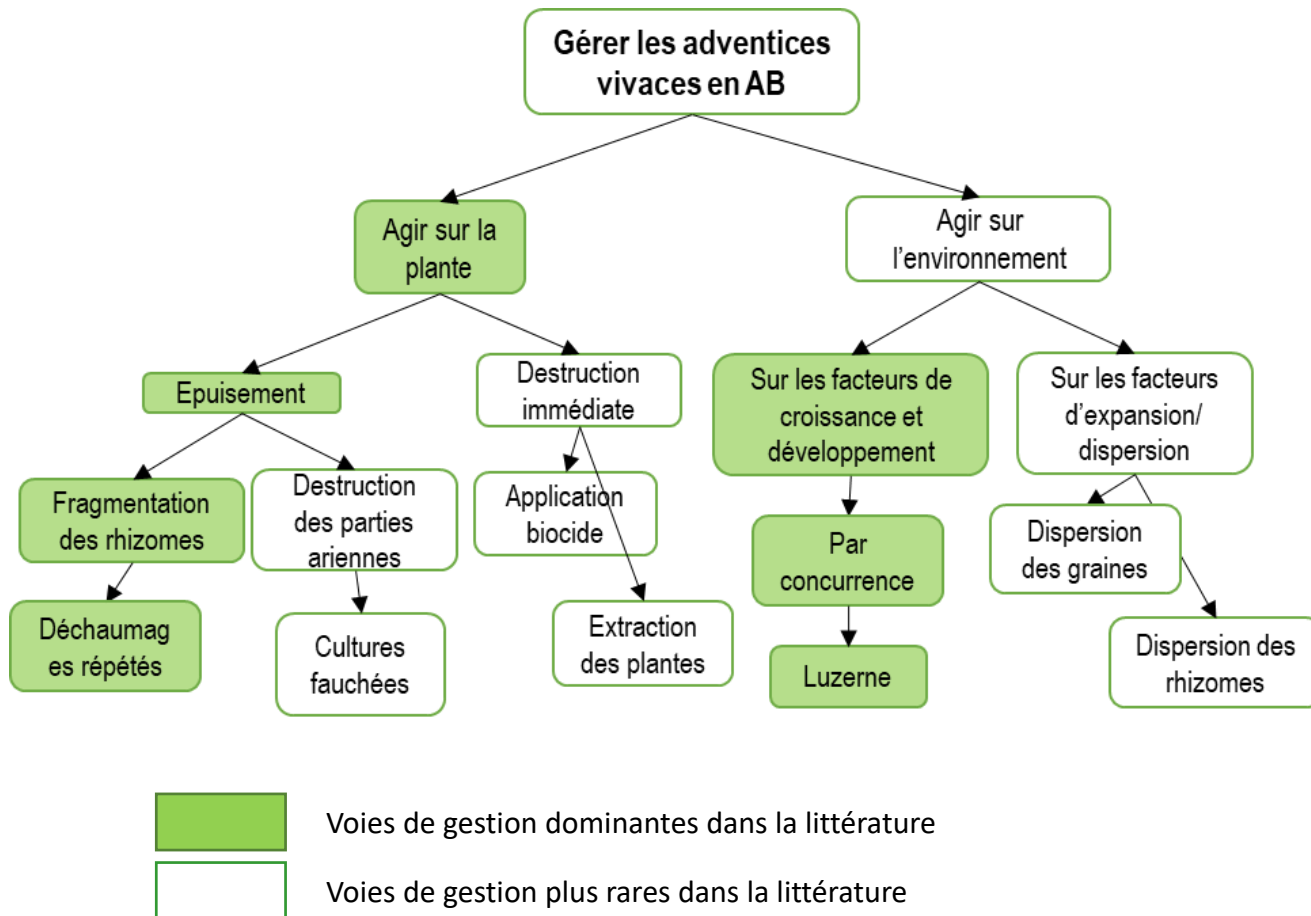 Gérer les adventices
vivaces en AB
Agir sur la
plante
Agir sur
l'environnement
Epuisement
Destruction
immédiate
Sur les facteurs de
croissance et
développement
Sur les facteurs
d'expansion/
dispersion
Fragmentation
des rhizomes
Destruction
des parties
ariennes
Application
biocide
Par
concurrence
Dispersion
des graines
Déchaumag
es répétés
Cultures
fauchées
Extraction
des plantes
Luzerne
Dispersion des
rhizomes
Voies de gestion dominantes dans la littérature
Voies de gestion plus rares dans la littérature